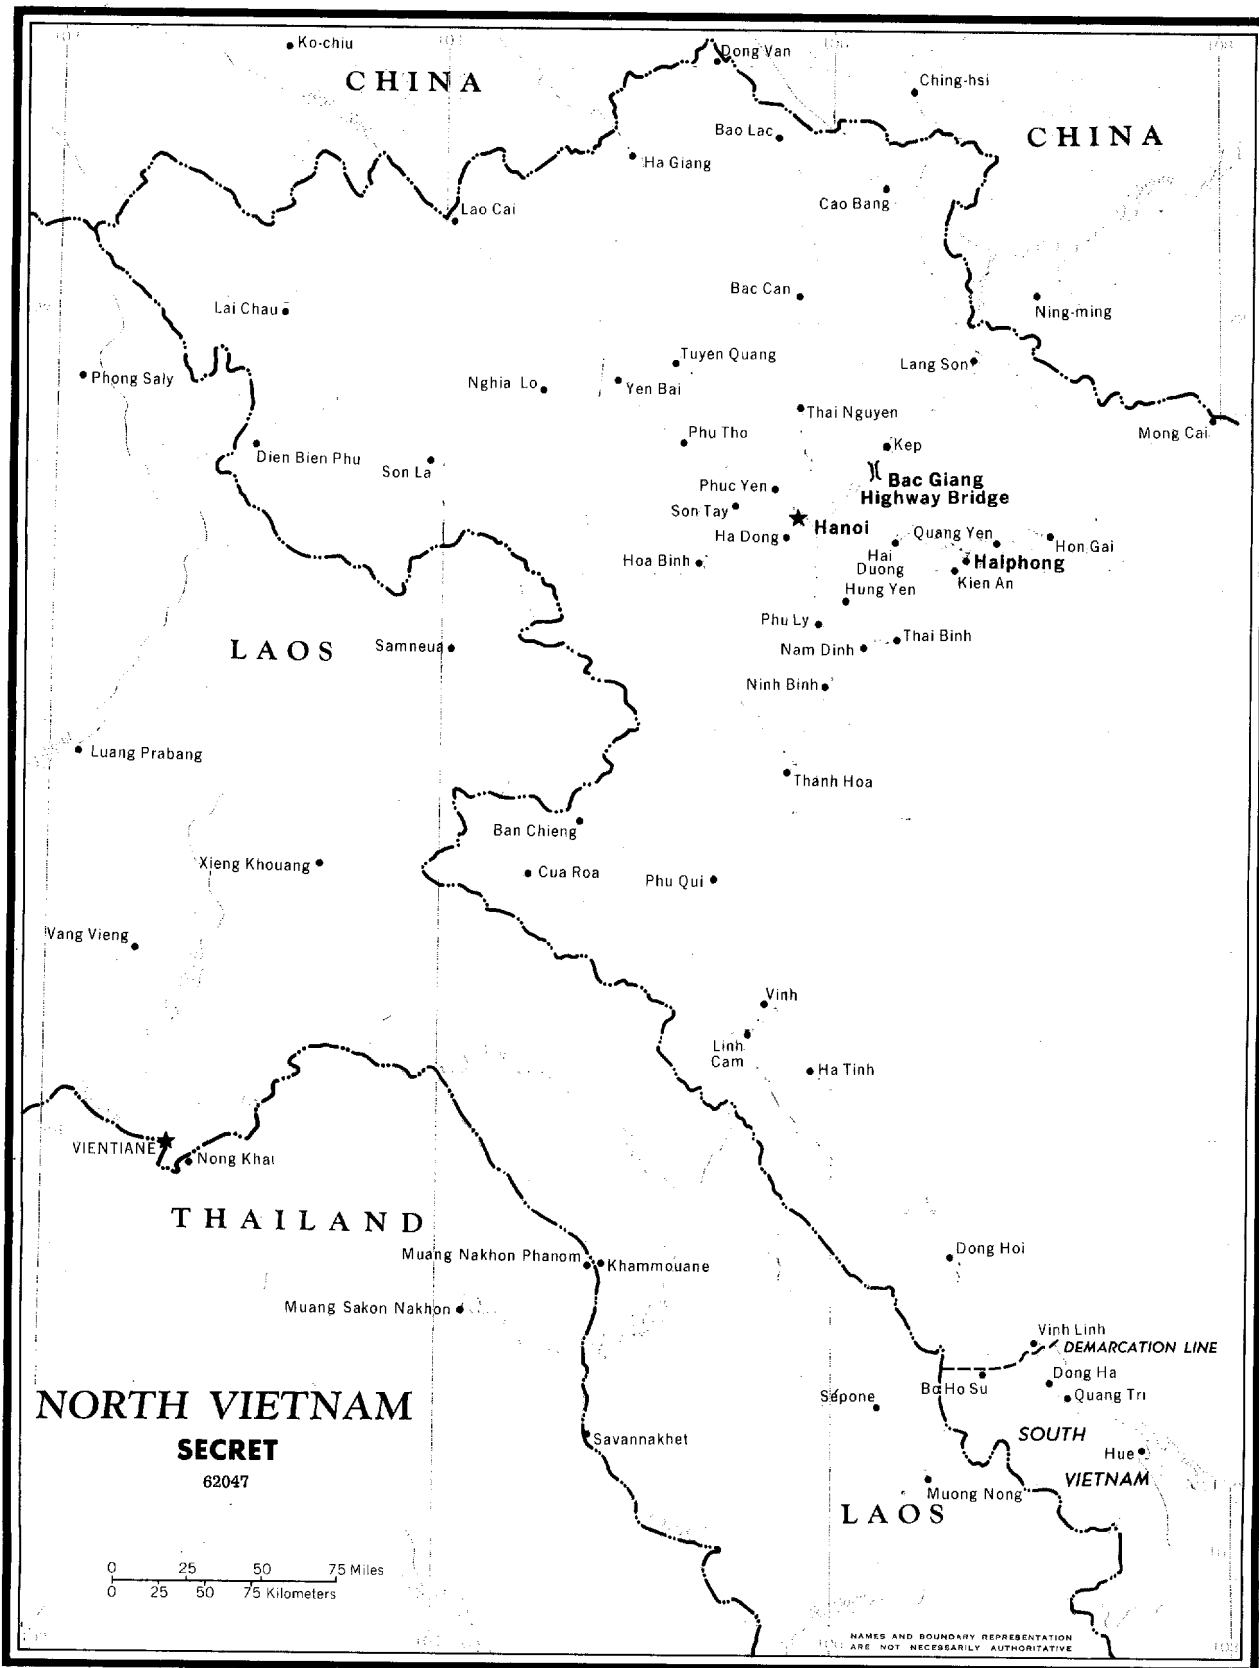 Ko-chiu
CHINA
Dong Van
Ching-hsi
CHINA
Bao Lac
Ha Giang
Cao Bang
Lao Cai
Bac Can
Lai Chau
Ning-ming
Tuyen Quang
Lang Son
Phong Saly
Nghia Lo
Yen Bai
Thai Nguyen
Phu Tho
Mong Cai
Kep
Dien Bien Phu
Son La
Bac Giang
Highway Bridge
Phuc Yen
Son Tay
Hanoi
Ha Dong
Quang Yen
Hon Gai
Hai
Duong
Haiphong
Hoa Binh
Kien An
Hung Yen
Phu Ly
Thai Binh
LAOS
Samneua
Nam Dinh
Ninh Binh
Luang Prabang
Thanh Hoa
Ban Chieng
Xieng Khouang
Cua Roa
Phu Qui
Vang Vieng
Vinh
Linh
Cam
Ha Tinh
VIENTIANE
Nong Khai
THAILAND
Dong Hoi
Muang Nakhon Phanom
Khammouane
Muang Sakon Nakhon
Vinh Linh
DEMARCATION LINE
Dong Ha
Ba Ho Su
Quang Tri
Sépone
NORTH VIETNAM
SECRET
62047
Savannakhet
SOUTH
VIETNAM
Hue
Muong Nong
LAOS
0 25 50 75 Miles
0 25 50 75 Kilometers
NAMES AND BOUNDARY REPRESENTATION
ARE NOT NECESSARILY AUTHORITATIVE